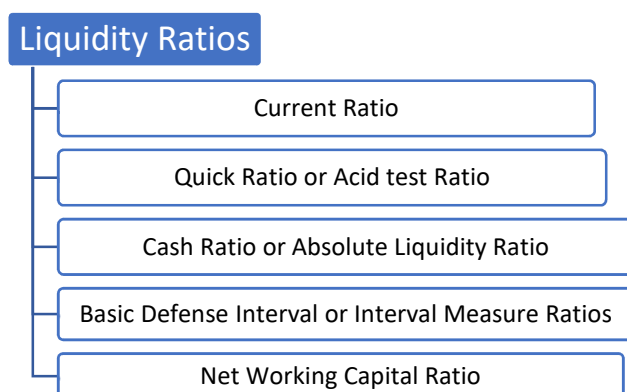 Liquidity Ratios
Current Ratio
Quick Ratio or Acid test Ratio
Cash Ratio or Absolute Liquidity Ratio
Basic Defense Interval or Interval Measure Ratios
Net Working Capital Ratio